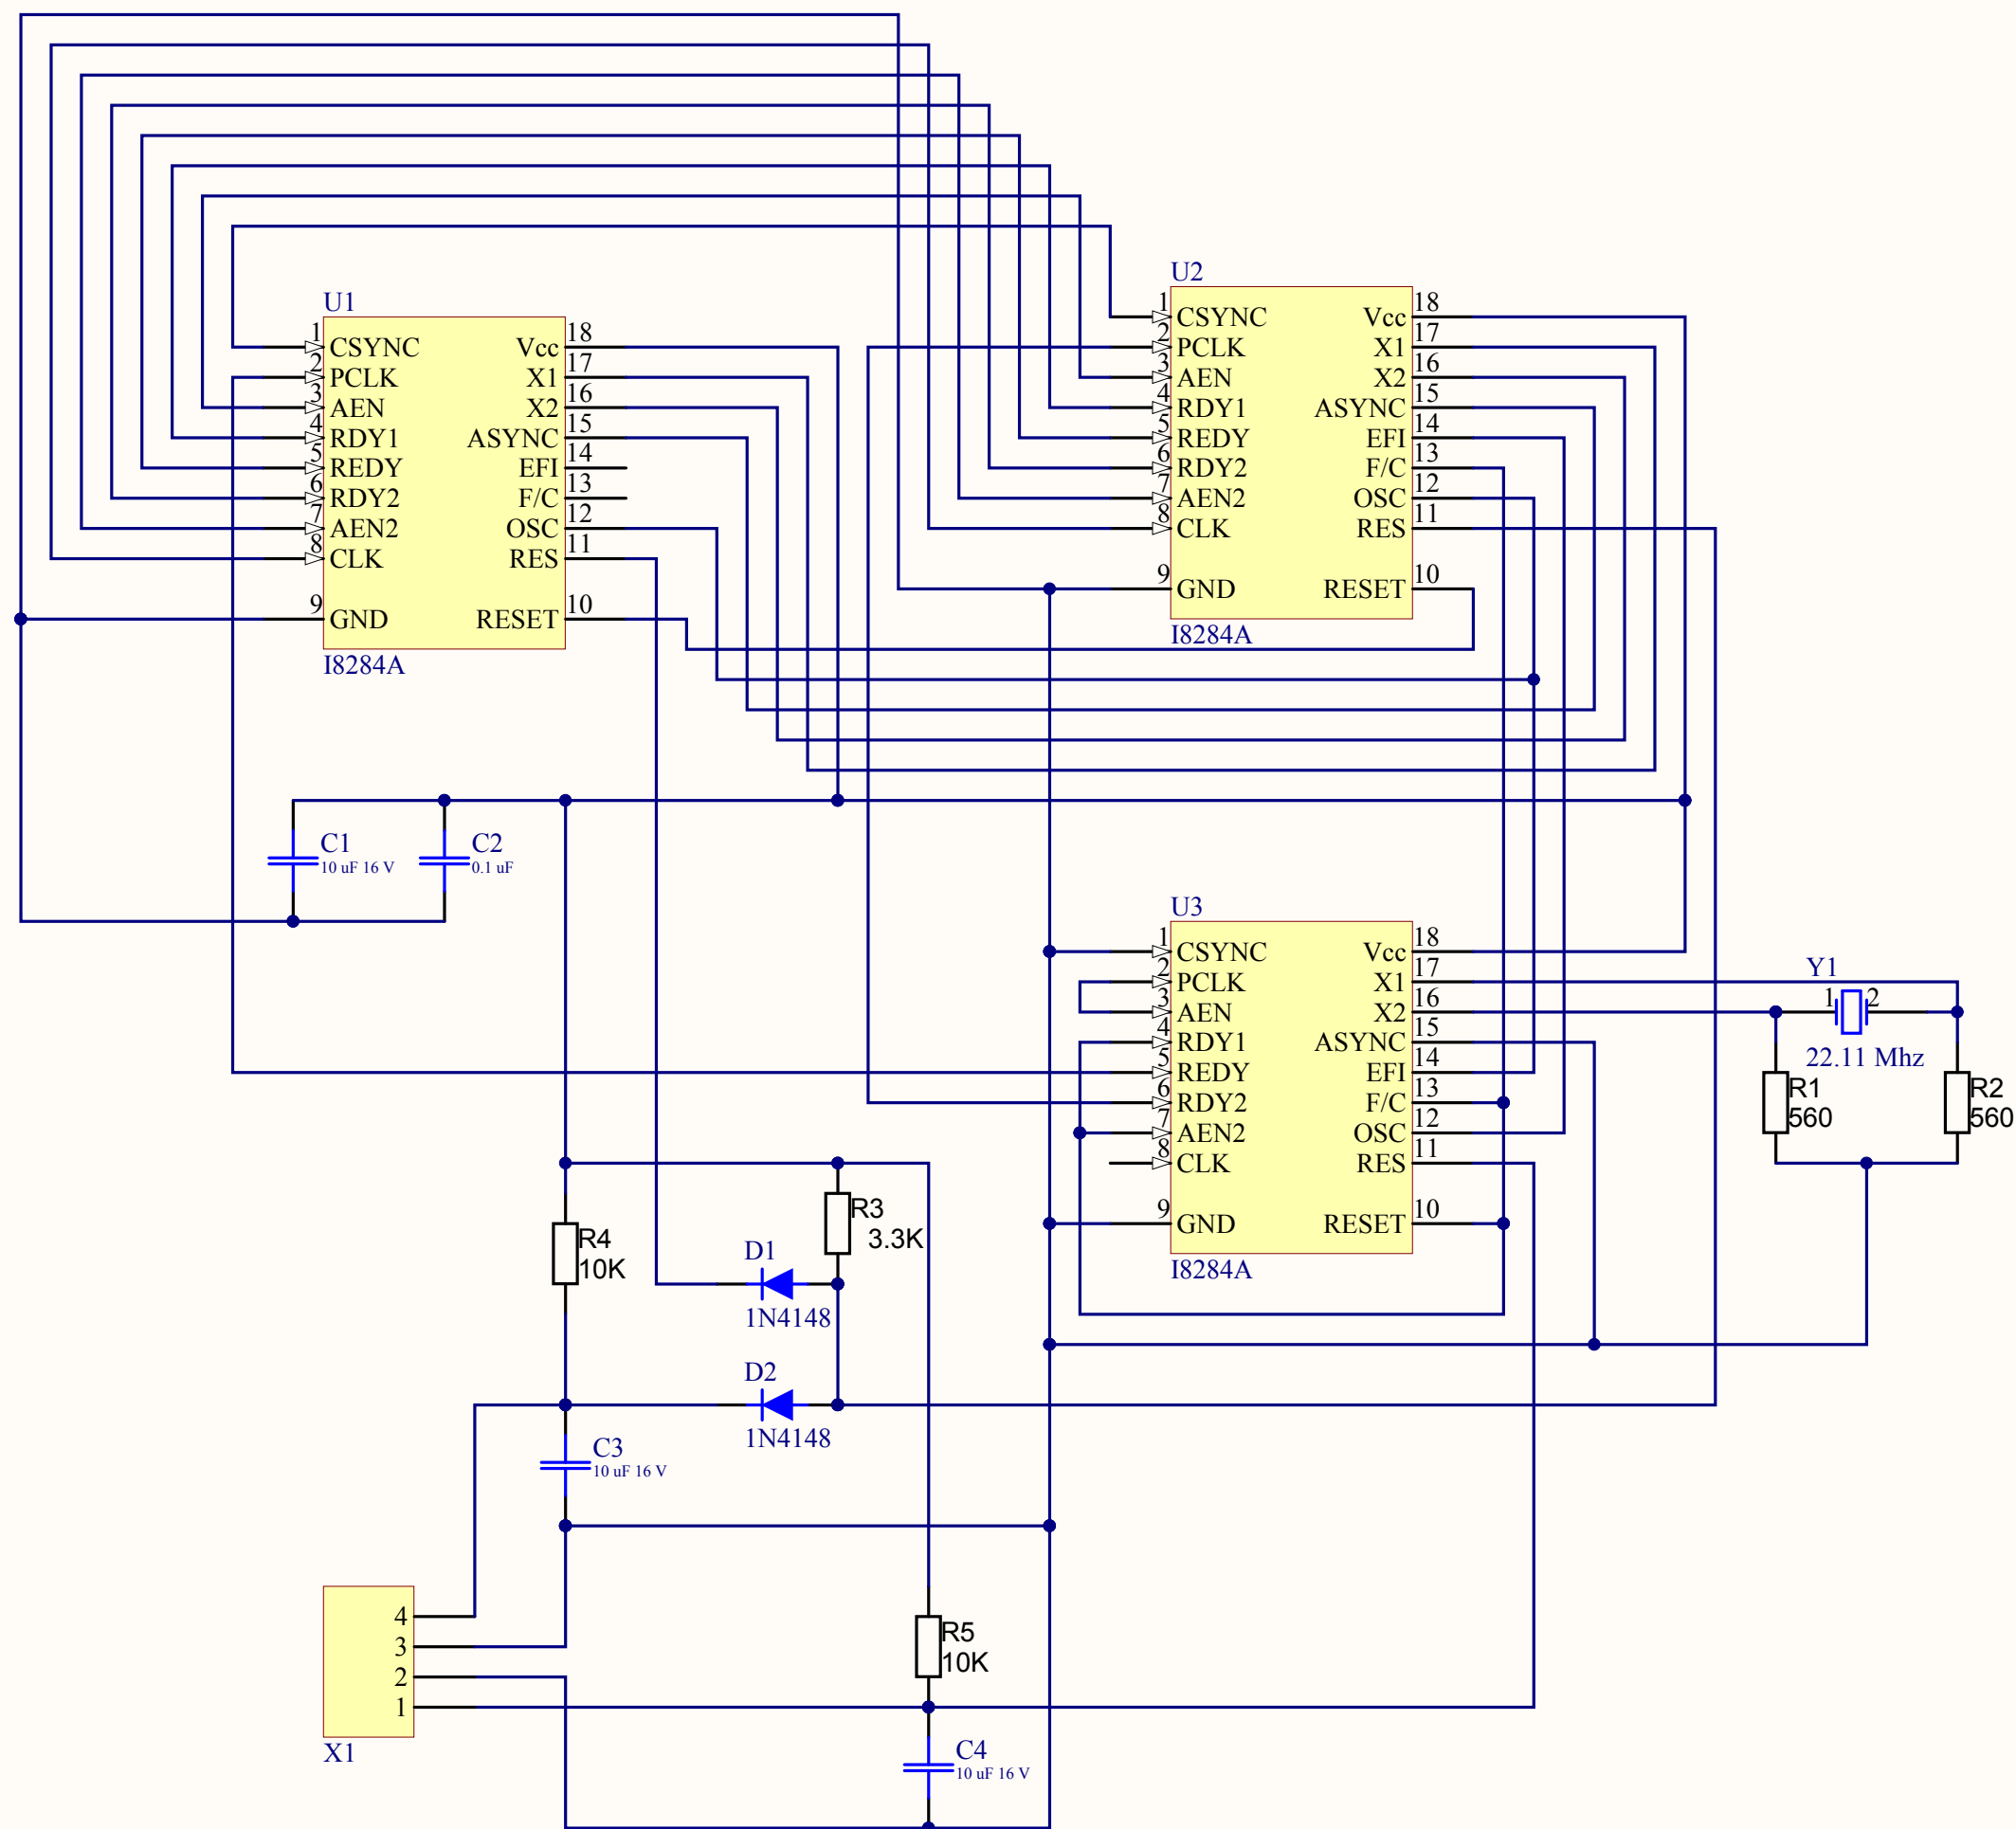 U1
1 CSYNC
2 PCLK
3 AEN
4 RDY1
5 REDY
6 RDY2
7 AEN2
8 CLK
9 GND
Vcc 18
X1 17
X2 16
ASYNC 15
EFI 14
F/C 13
OSC 12
RES 11
RESET 10
I8284A
U2
1 CSYNC
2 PCLK
3 AEN
4 RDY1
5 REDY
6 RDY2
7 AEN2
8 CLK
9 GND
Vcc 18
X1 17
X2 16
ASYNC 15
EFI 14
F/C 13
OSC 12
RES 11
RESET 10
I8284A
C1
10 uF 16 V
C2
0.1 uF
U3
1 CSYNC
2 PCLK
3 AEN
4 RDY1
5 REDY
6 RDY2
7 AEN2
8 CLK
9 GND
Vcc 18
X1 17
X2 16
ASYNC 15
EFI 14
F/C 13
OSC 12
RES 11
RESET 10
I8284A
Y1
1 2
22.11 Mhz
R1
560
R2
560
R3
3.3K
R4
10K
D1
1N4148
D2
1N4148
C3
10 uF 16 V
4
3
2
1
X1
R5
10K
C4
10 uF 16 V